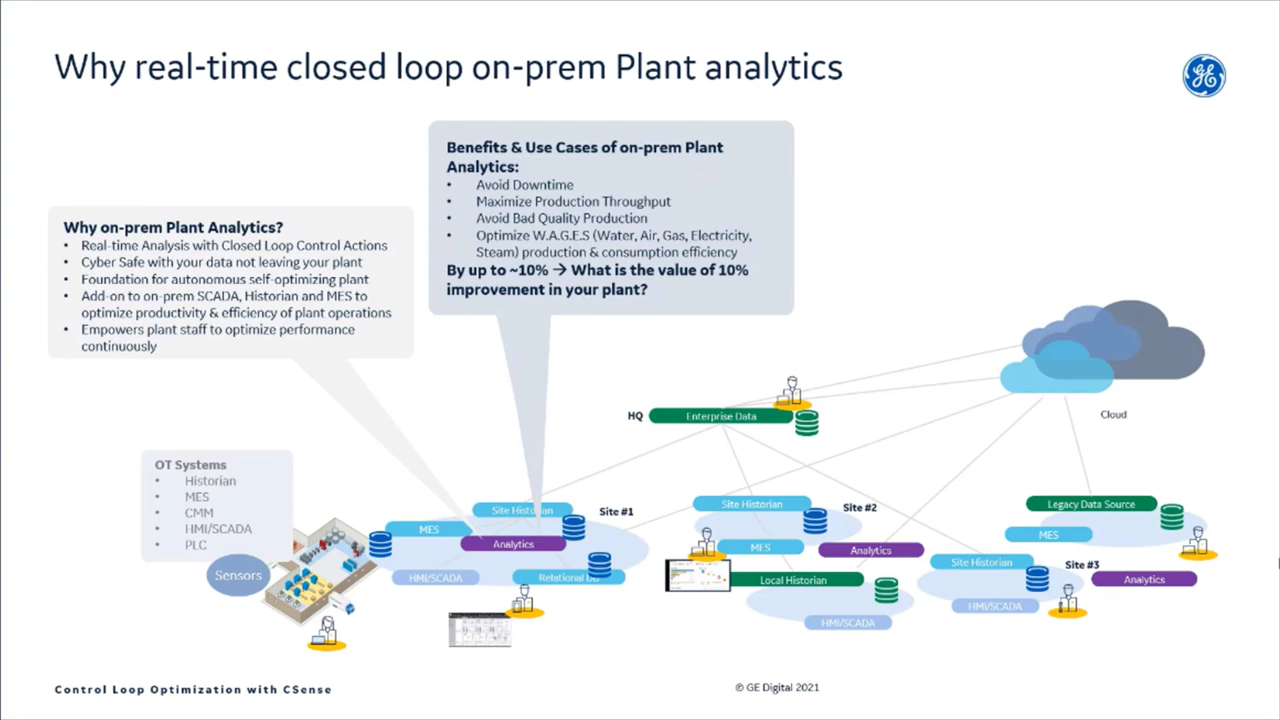 Why real-time closed loop on-prem Plant analytics
Benefits & Use Cases of on-prem Plant
Analytics:
• Avoid Downtime
• Maximize Production Throughput
• Avoid Bad Quality Production
• Optimize W.A.G.E.S (Water, Air, Gas, Electricity,
Steam) production & consumption efficiency
By up to ~10% → What is the value of 10%
improvement in your plant?
Why on-prem Plant Analytics?
• Real-time Analysis with Closed Loop Control Actions
• Cyber Safe with your data not leaving your plant
• Foundation for autonomous self-optimizing plant
• Add-on to on-prem SCADA, Historian and MES to
optimize productivity & efficiency of plant operations
• Empowers plant staff to optimize performance
continuously
HQ
Enterprise Data
Cloud
OT Systems
• Historian
• MES
• CMM
• HMI/SCADA
• PLC
Sensors
Site Historian
Site #1
MES
Analytics
HMI/SCADA
Relational DB
Site Historian
Site #2
MES
Analytics
Local Historian
HMI/SCADA
Legacy Data Source
MES
Site Historian
Site #3
Analytics
HMI/SCADA
Control Loop Optimization with CSense
© GE Digital 2021